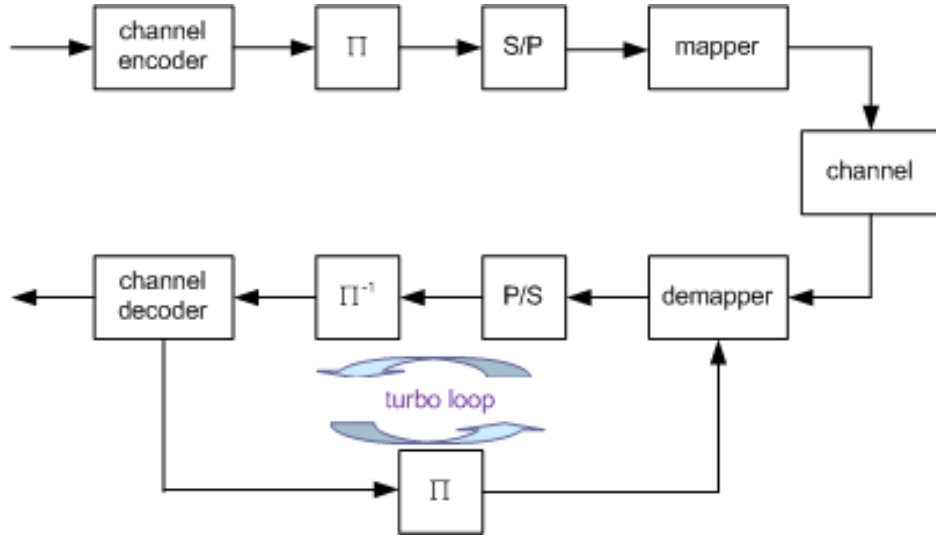 channel
encoder
Π
S/P
mapper
channel
channel
decoder
Π⁻¹
P/S
demapper
turbo loop
Π